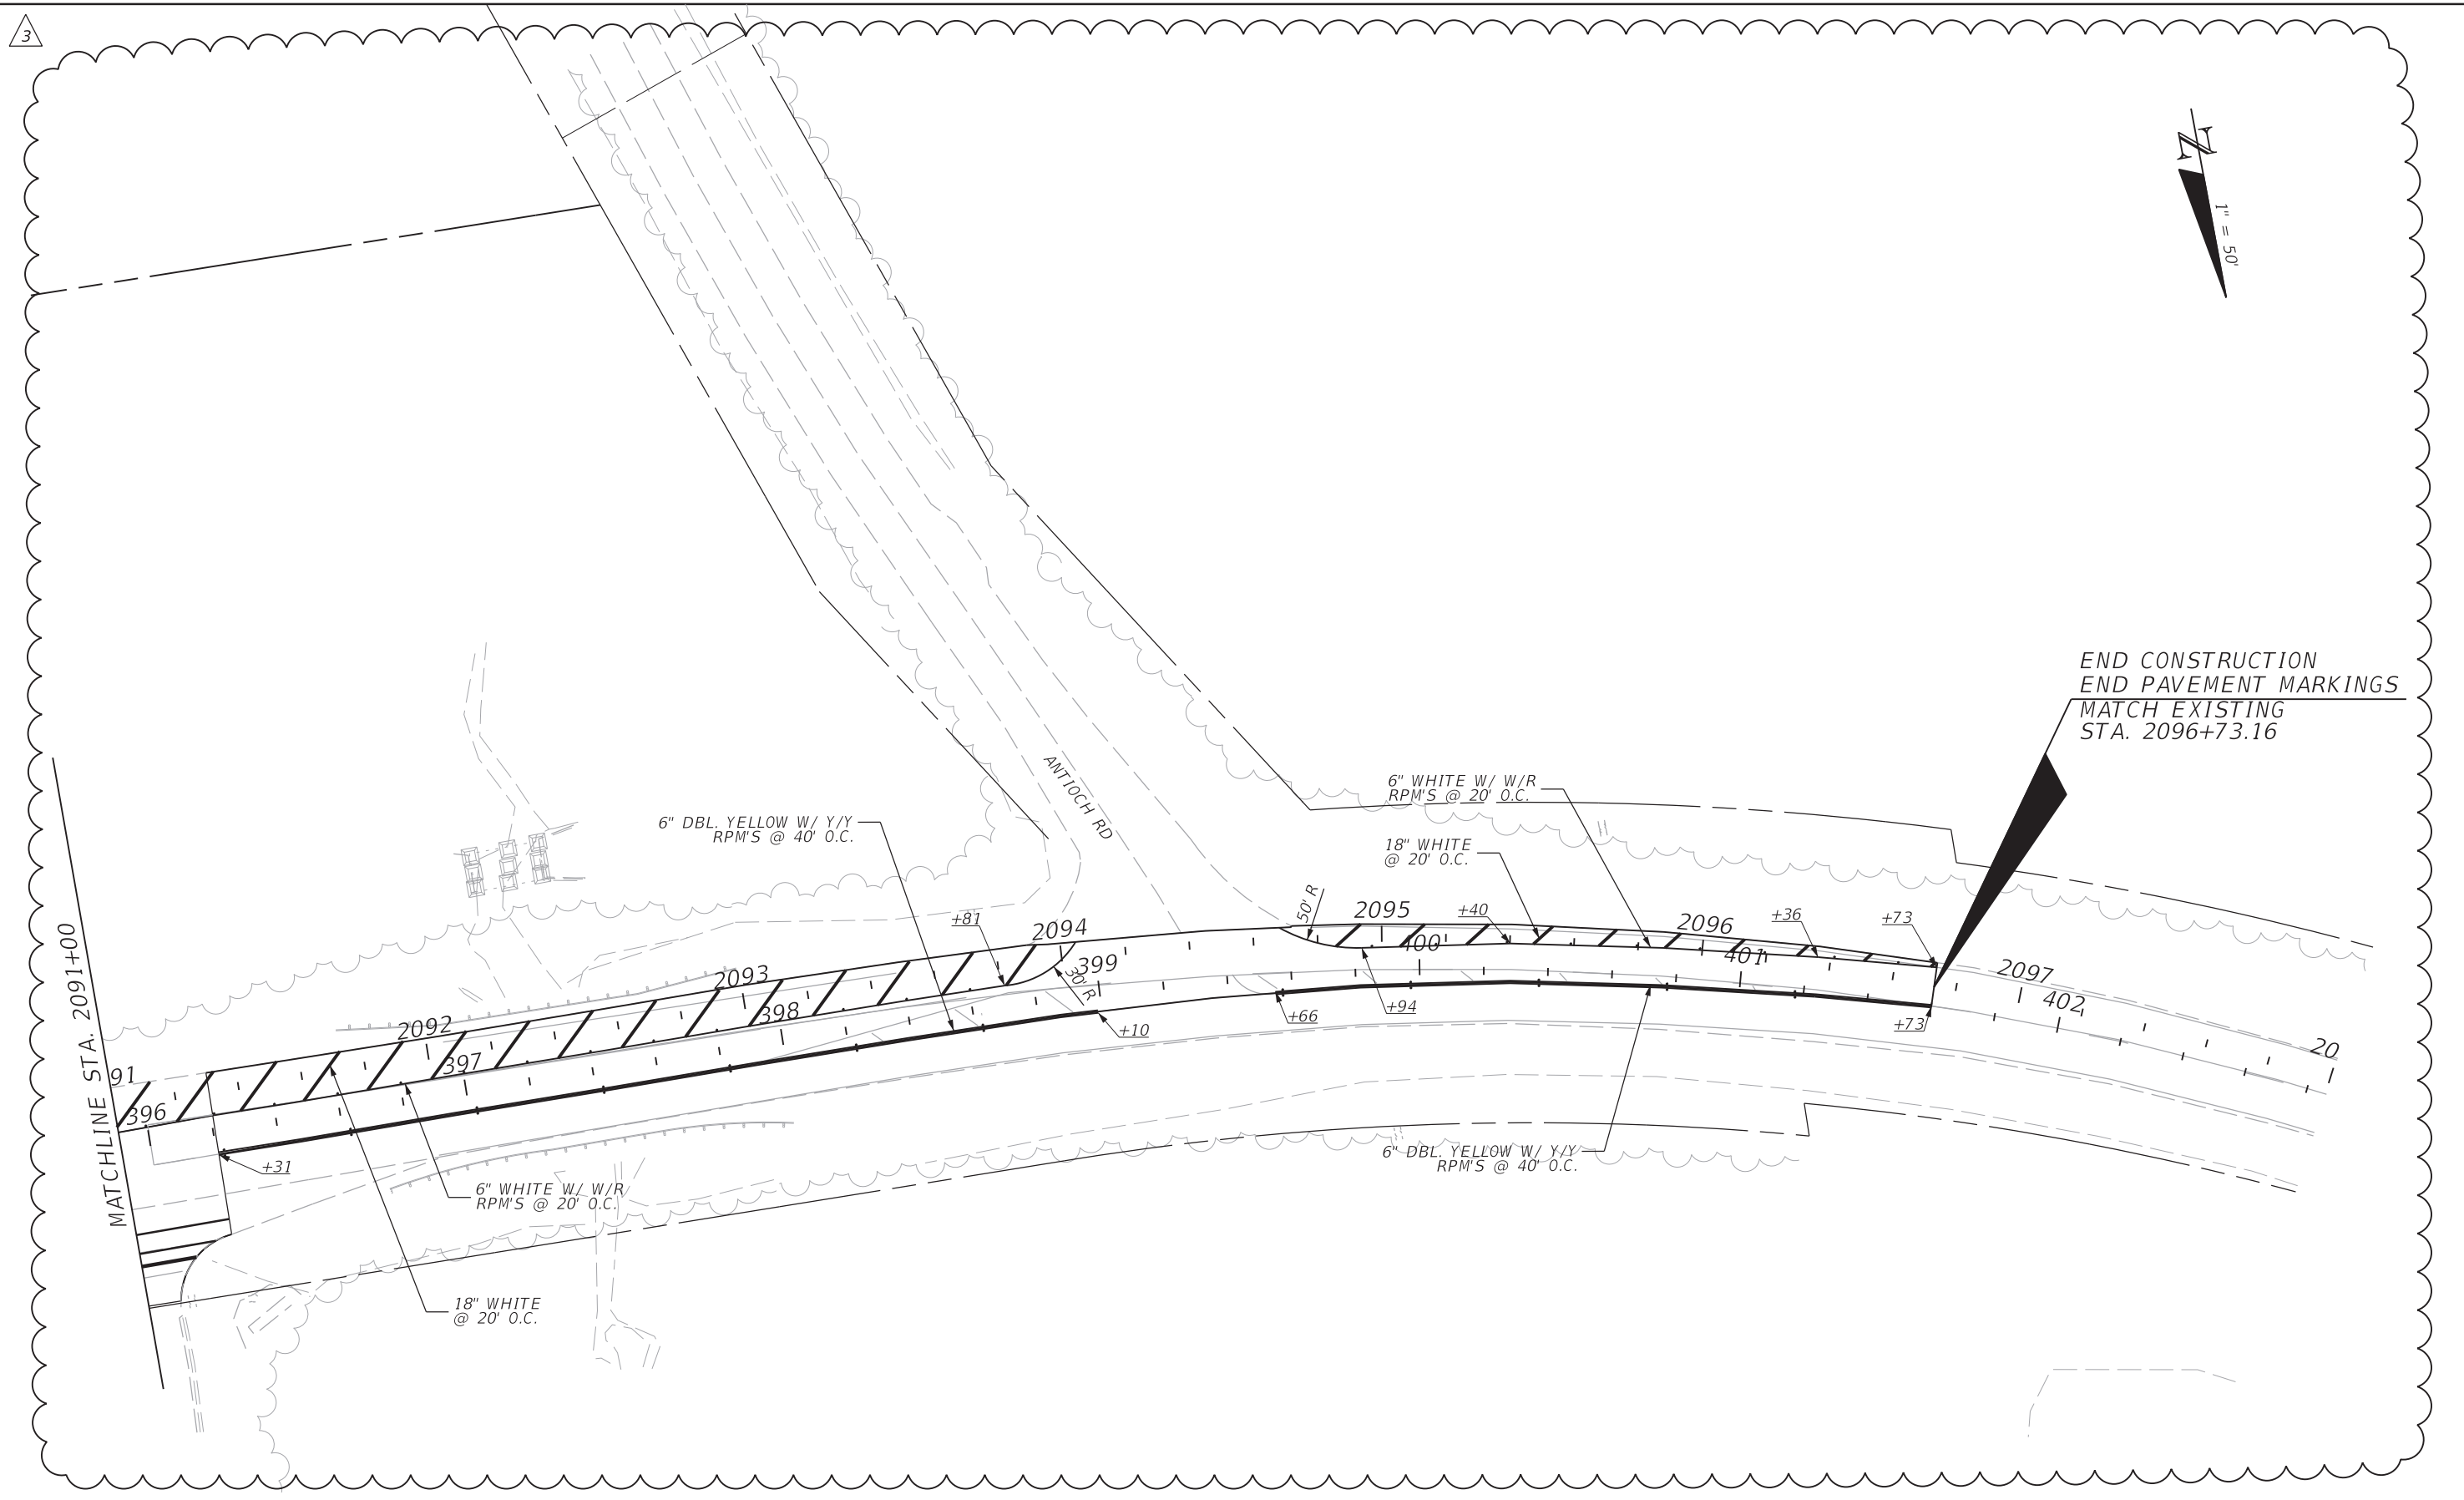 3
N
1" = 50'
END CONSTRUCTION
END PAVEMENT MARKINGS
MATCH EXISTING
STA. 2096+73.16
ANTIOCH RD
6" WHITE W/ W/R
RPM'S @ 20' O.C.
6" DBL. YELLOW W/ Y/Y
RPM'S @ 40' O.C.
18" WHITE
@ 20' O.C.
50' R
2095
+40
2096
+36
+73
+81
2094
400
401
399
30' R
2097
402
20
2093
398
+94
+66
+10
+73
2092
397
91
396
MATCHLINE STA. 2091+00
+31
6" DBL. YELLOW W/ Y/Y
RPM'S @ 40' O.C.
6" WHITE W/ W/R
RPM'S @ 20' O.C.
18" WHITE
@ 20' O.C.